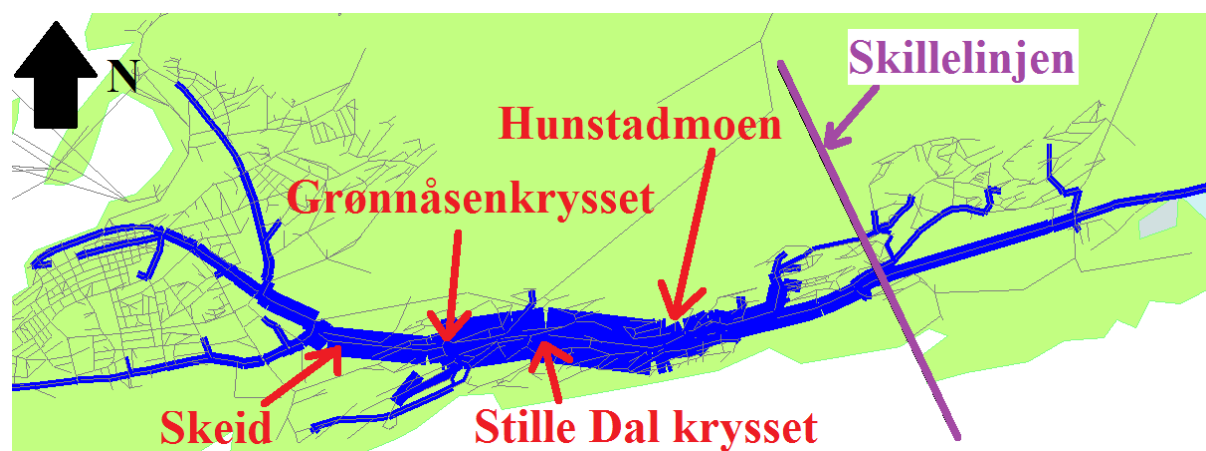 Skillelinjen
N
Hunstadmoen
Grønnåsenkrysset
Skeid
Stille Dal krysset